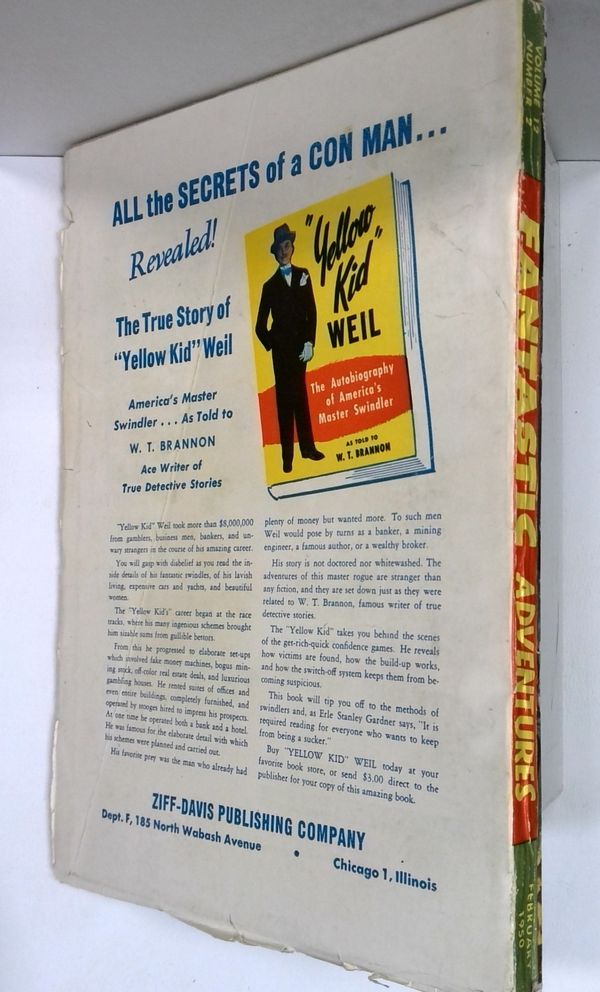 ALL the SECRETS of a CON MAN...
Revealed!
The True Story of
"Yellow Kid" Weil
America's Master
Swindler . . . As Told to
W. T. BRANNON
Ace Writer of
True Detective Stories
"Yellow
Kid"
WEIL
The Autobiography
of America's
Master Swindler
AS TOLD TO
W. T. BRANNON
"Yellow Kid" Weil took more than $8,000,000
from gamblers, business men, bankers, and un-
wary strangers in the course of his amazing career.
You will gasp with disbelief as you read the in-
side details of his fantastic swindles, of his lavish
living, expensive cars and yachts, and beautiful
women.
The "Yellow Kid's" career began at the race
tracks, where his many ingenious schemes brought
him sizable sums from gullible bettors.
From this he progressed to elaborate set-ups
which involved fake money machines, bogus min-
ing stock, off-color real estate deals, and luxurious
gambling houses. He rented suites of offices and
even entire buildings, completely furnished, and
operated by stooges hired to impress his prospects.
At one time he operated both a bank and a hotel.
He was famous for the elaborate detail with which
his schemes were planned and carried out.
His favorite prey was the man who already had
plenty of money but wanted more. To such men
Weil would pose by turns as a banker, a mining
engineer, a famous author, or a wealthy broker.
His story is not doctored nor whitewashed. The
adventures of this master rogue are stranger than
any fiction, and they are set down just as they were
related to W. T. Brannon, famous writer of true
detective stories.
The "Yellow Kid" takes you behind the scenes
of the get-rich-quick confidence games. He reveals
how victims are found, how the build-up works,
and how the switch-off system keeps them from be-
coming suspicious.
This book will tip you off to the methods of
swindlers and, as Erle Stanley Gardner says, "It is
required reading for everyone who wants to keep
from being a sucker."
Buy "YELLOW KID" WEIL today at your
favorite book store, or send $3.00 direct to the
publisher for your copy of this amazing book.
ZIFF-DAVIS PUBLISHING COMPANY
Dept. F, 185 North Wabash Avenue • Chicago 1, Illinois
VOLUME 12
NUMBER 2
FANTASTIC ADVENTURES
FEBRUARY
1950